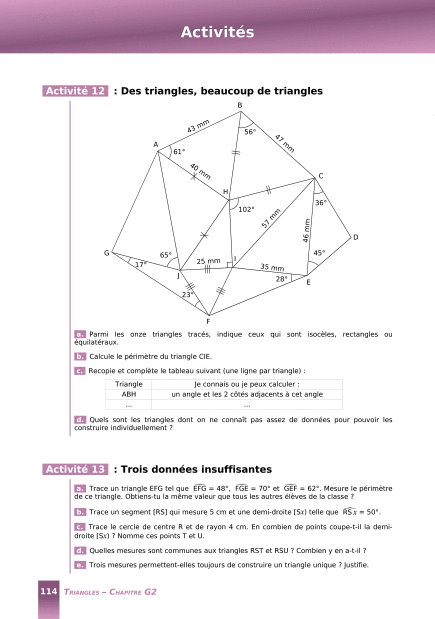 Activités
Activité 12 : Des triangles, beaucoup de triangles
B
43 mm
56°
47 mm
A
61°
40 mm
C
H
102°
36°
57 mm
46 mm
D
G
65°
17°
25 mm
I
45°
35 mm
28°
J
E
23°
F
a. Parmi les onze triangles tracés, indique ceux qui sont isocèles, rectangles ou
équilatéraux.
b. Calcule le périmètre du triangle CIE.
c. Recopie et complète le tableau suivant (une ligne par triangle) :
Triangle Je connais ou je peux calculer :
ABH un angle et les 2 côtés adjacents à cet angle
... ...
d. Quels sont les triangles dont on ne connaît pas assez de données pour pouvoir les
construire individuellement ?
Activité 13 : Trois données insuffisantes
a. Trace un triangle EFG tel que EFG = 48°, FGE = 70° et GEF = 62°. Mesure le périmètre
de ce triangle. Obtiens-tu la même valeur que tous les autres élèves de la classe ?
b. Trace un segment [RS] qui mesure 5 cm et une demi-droite [Sx) telle que RSx = 50°.
c. Trace le cercle de centre R et de rayon 4 cm. En combien de points coupe-t-il la demi-
droite [Sx) ? Nomme ces points T et U.
d. Quelles mesures sont communes aux triangles RST et RSU ? Combien y en a-t-il ?
e. Trois mesures permettent-elles toujours de construire un triangle unique ? Justifie.
114 TRIANGLES – CHAPITRE G2